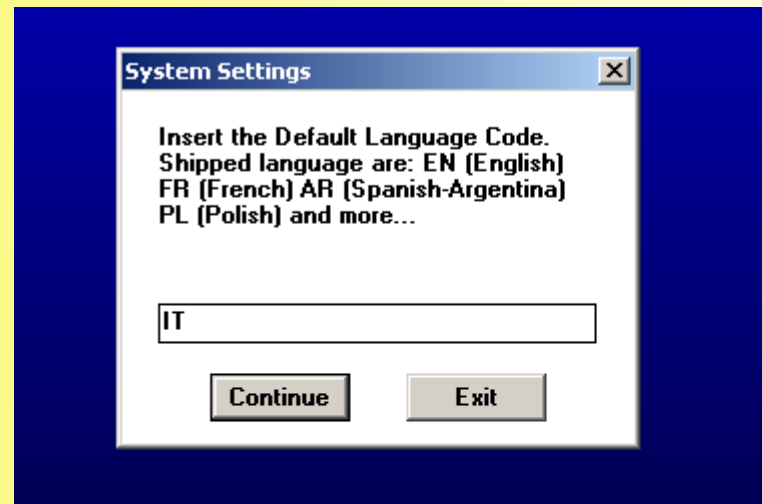 System Settings
Insert the Default Language Code.
Shipped language are: EN (English)
FR (French) AR (Spanish-Argentina)
PL (Polish) and more...
IT
Continue
Exit